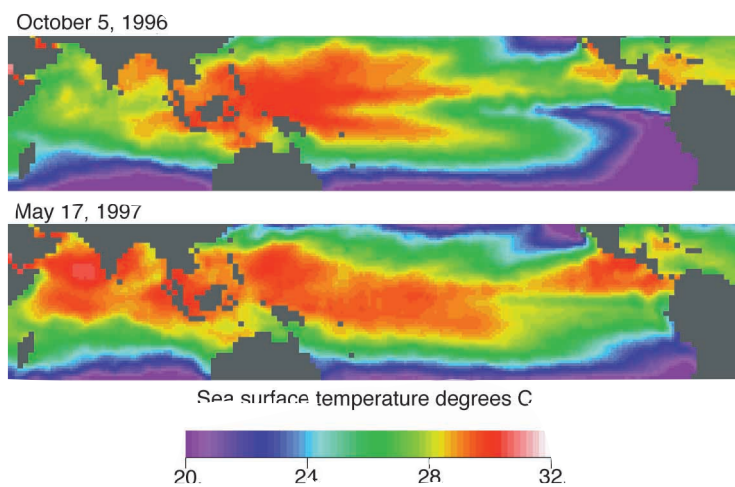 October 5, 1996
May 17, 1997
Sea surface temperature degrees C
20. 24 28. 32.